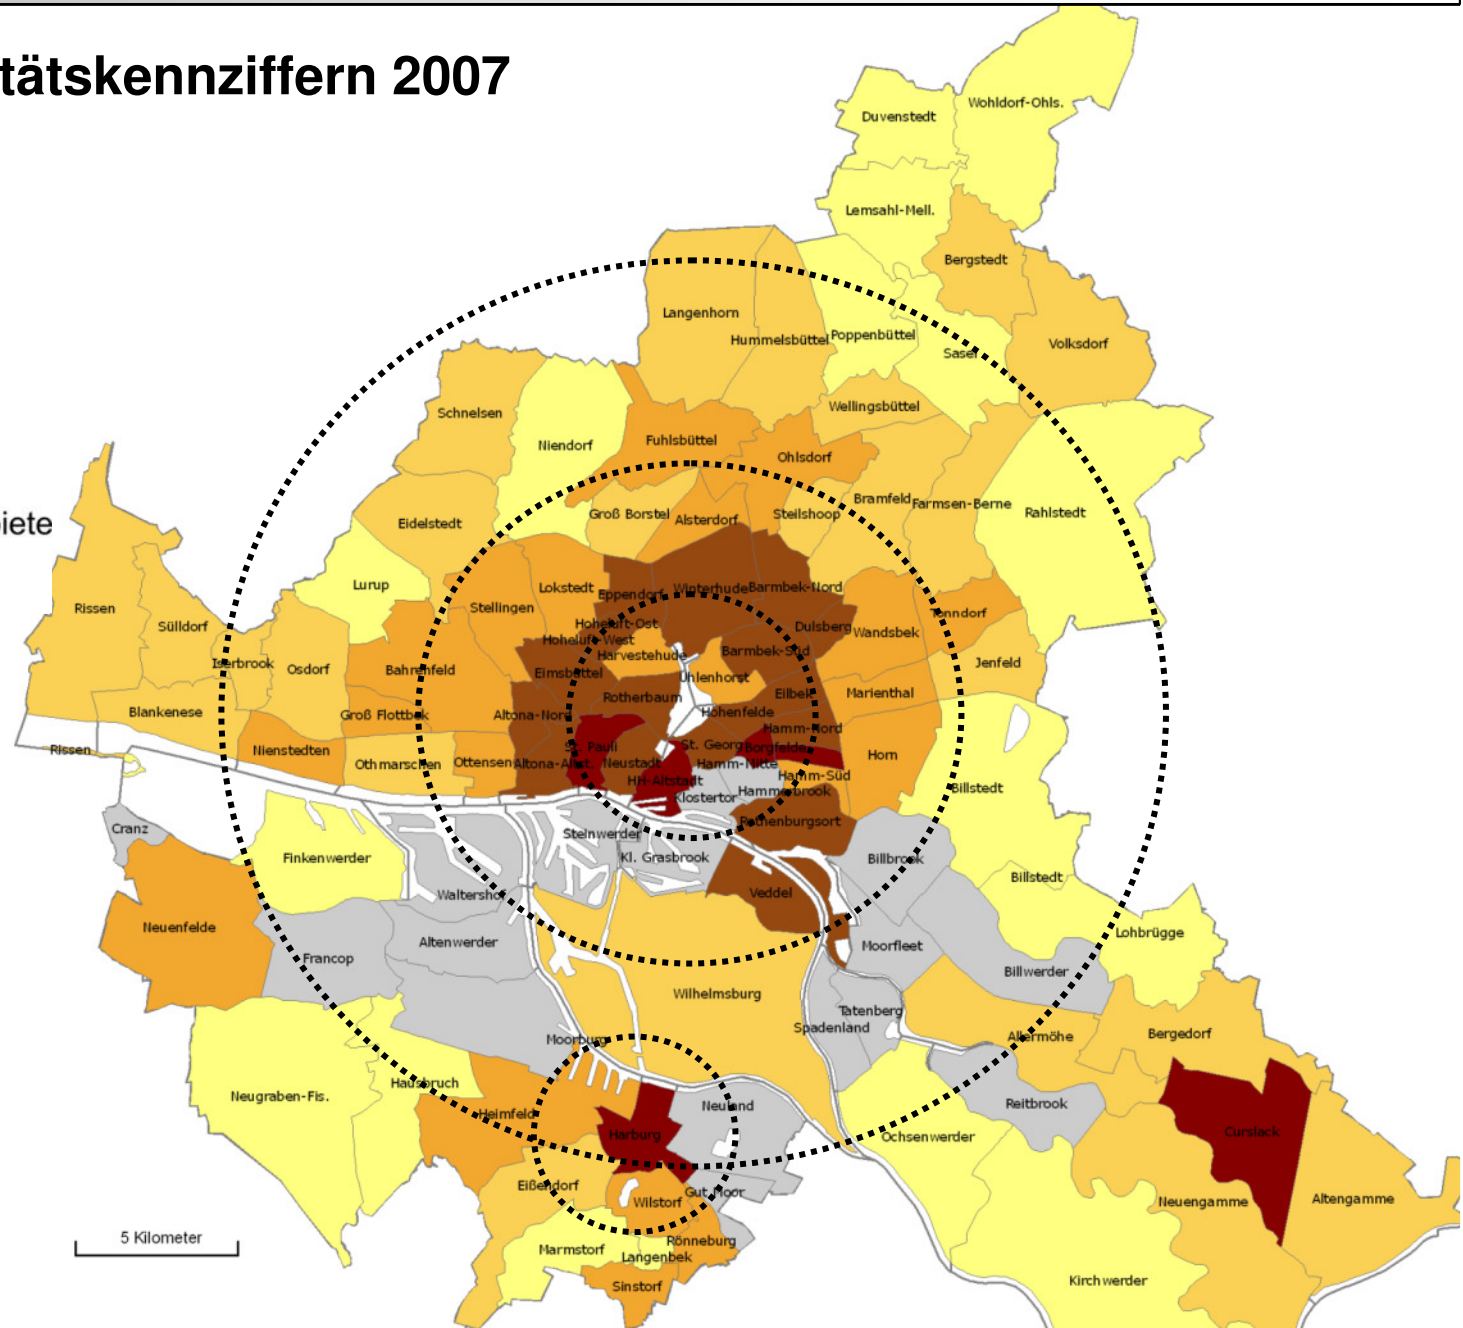 tätskennziffern 2007
Wohldorf-Ohls.
Duvenstedt
Lemsahl-Mell.
Bergstedt
Langenhorn
Hummelsbüttel
Poppenbüttel
Sasel
Volksdorf
Schnelsen
Wellingsbüttel
Niendorf
Fuhlsbüttel
Ohlsdorf
Bramfeld
Farmsen-Berne
Rahlstedt
iete
Eidelstedt
Groß Borstel
Alsterdorf
Steilshoop
Lurup
Lokstedt
Eppendorf
Winterhude
Barmbek-Nord
Rissen
Stellingen
Tonndorf
Sülldorf
Hoheluft-Ost
Dulsberg
Wandsbek
Hoheluft-West
Iserbrook
Osdorf
Bahrenfeld
Harvestehude
Barmbek-Süd
Jenfeld
Eimsbüttel
Uhlenhorst
Rotherbaum
Eilbek
Marienthal
Blankenese
Groß Flottbek
Altona-Nord
Hohenfelde
Hamm-Nord
Rissen
Nienstedten
St. Pauli
St. Georg
Borgfelde
Horn
Othmarschen
Ottensen
Altona-Altst.
Neustadt
Hamm-Mitte
HH-Altstadt
Hamm-Süd
Klostertor
Hammerbrook
Billstedt
Cranz
Steinwerder
Rothenburgsort
Finkenwerder
Kl. Grasbrook
Billbrook
Waltershof
Veddel
Billstedt
Neuenfelde
Altenwerder
Moorfleet
Lohbrügge
Francop
Billwerder
Wilhelmsburg
Tatenberg
Spadenland
Moorburg
Allermöhe
Bergedorf
Hausbruch
Neugraben-Fis.
Heimfeld
Neuland
Reitbrook
Harburg
Ochsenwerder
Curslack
Eißendorf
Wilstorf
Gut Moor
Neuengamme
Altengamme
5 Kilometer
Marmstorf
Rönneburg
Langenbek
Sinstorf
Kirchwerder